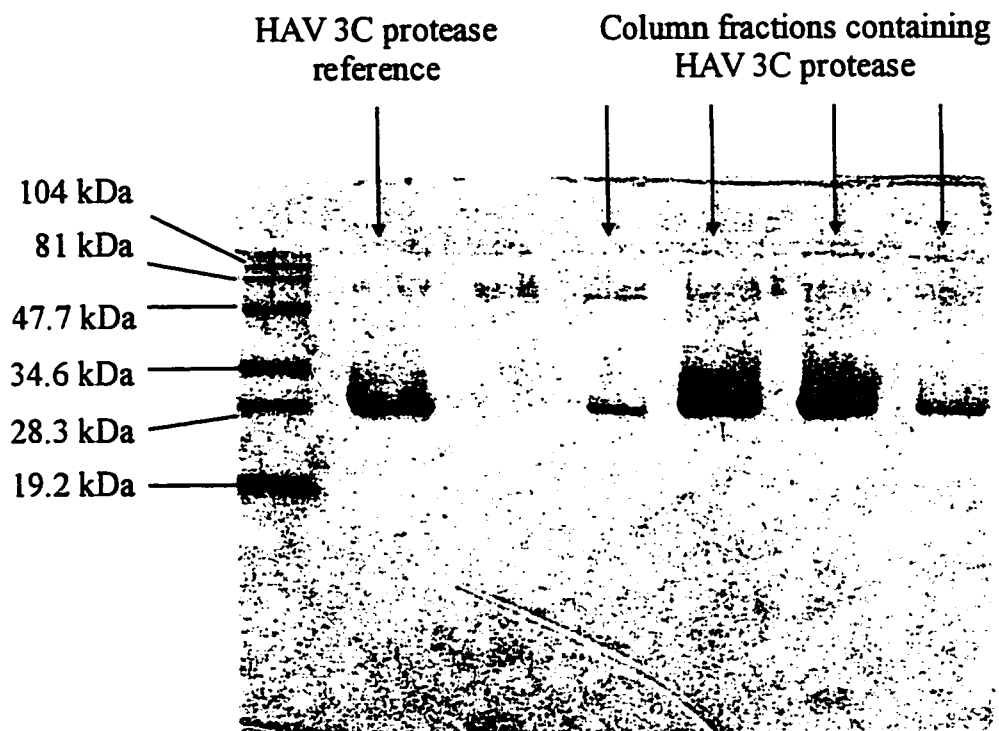 HAV 3C protease
reference
Column fractions containing
HAV 3C protease
104 kDa
81 kDa
47.7 kDa
34.6 kDa
28.3 kDa
19.2 kDa